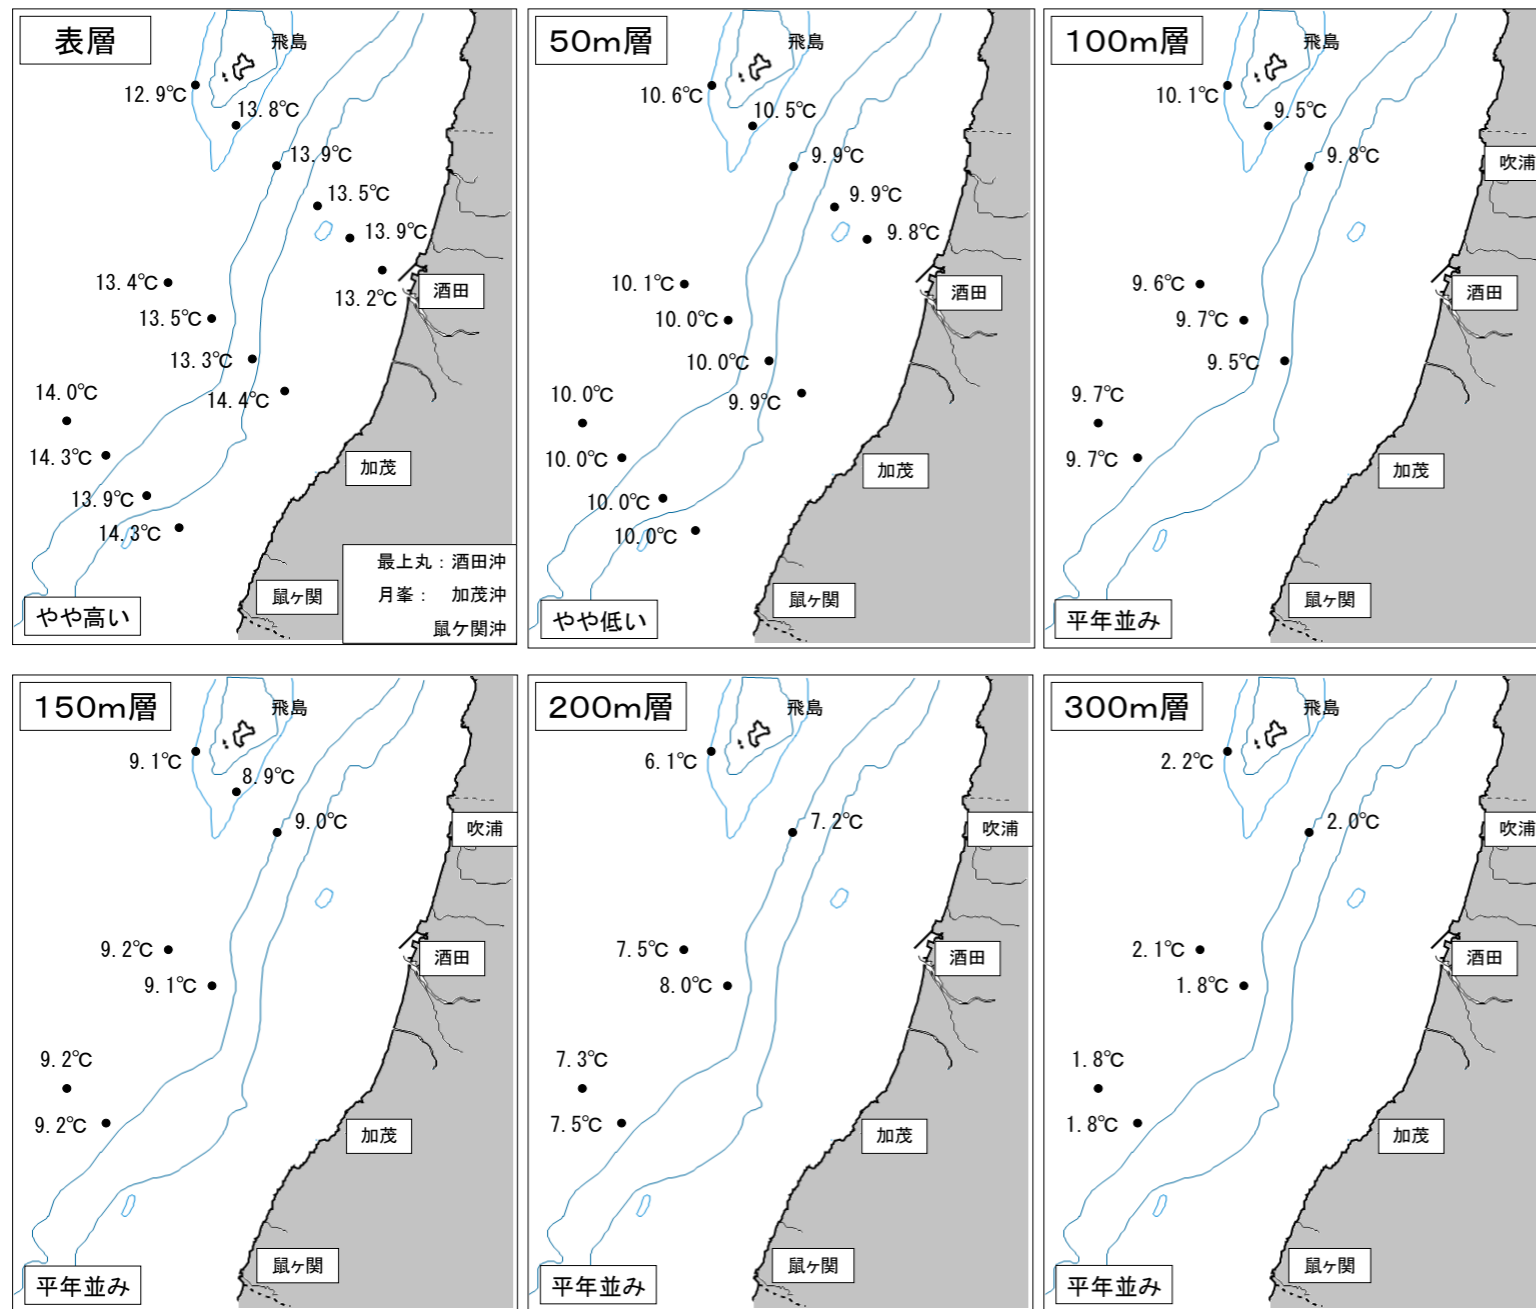 表層
飛島
12.9℃
13.8℃
13.9℃
13.5℃
13.9℃
13.2℃
酒田
13.4℃
13.5℃
13.3℃
14.4℃
14.0℃
14.3℃
13.9℃
14.3℃
加茂
最上丸：酒田沖
月峯： 加茂沖
鼠ケ関沖
鼠ヶ関
やや高い
50m層
飛島
10.6℃
10.5℃
9.9℃
9.9℃
9.8℃
酒田
10.1℃
10.0℃
10.0℃
9.9℃
10.0℃
10.0℃
10.0℃
10.0℃
加茂
鼠ヶ関
やや低い
100m層
飛島
10.1℃
9.5℃
9.8℃
吹浦
9.6℃
酒田
9.7℃
9.5℃
9.7℃
9.7℃
加茂
鼠ヶ関
平年並み
150m層
飛島
9.1℃
8.9℃
9.0℃
吹浦
9.2℃
酒田
9.1℃
9.2℃
9.2℃
加茂
鼠ヶ関
平年並み
200m層
飛島
6.1℃
7.2℃
吹浦
7.5℃
酒田
8.0℃
7.3℃
7.5℃
加茂
鼠ヶ関
平年並み
300m層
飛島
2.2℃
2.0℃
吹浦
2.1℃
酒田
1.8℃
1.8℃
1.8℃
加茂
鼠ヶ関
平年並み